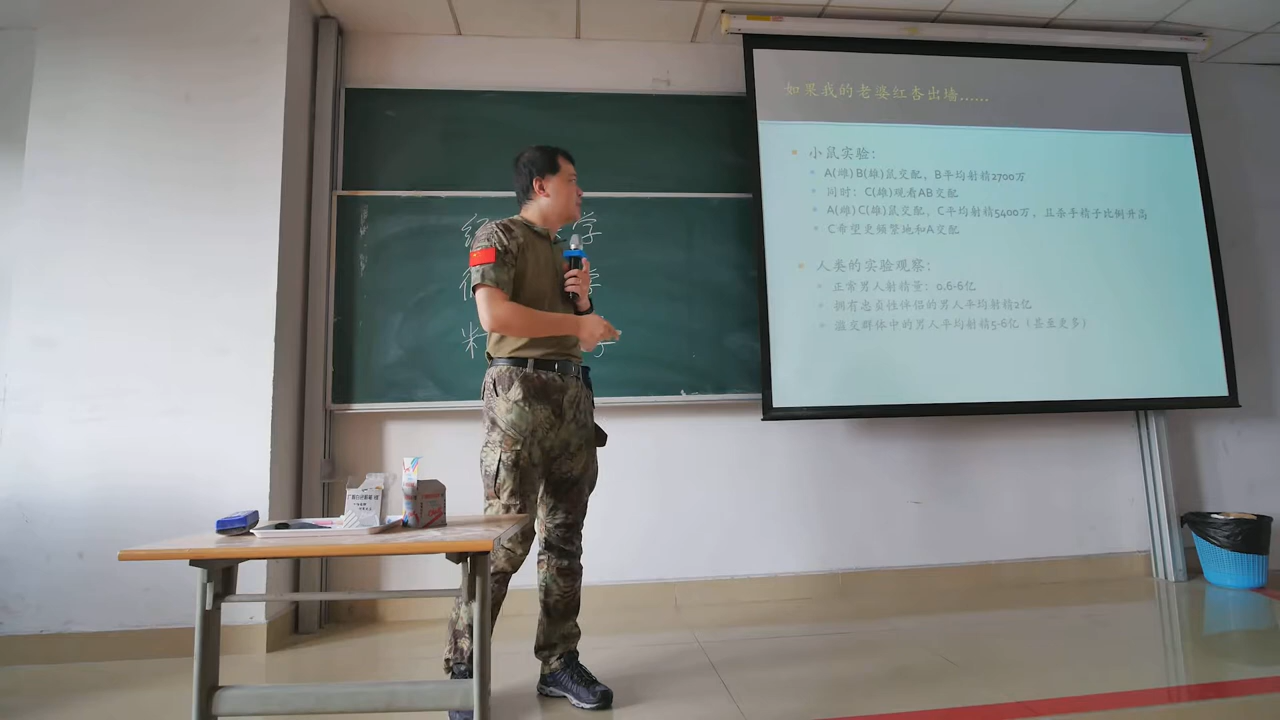 如果我的老婆红杏出墙……
小鼠实验：
A(雌) B(雄)鼠交配，B平均射精2700万
同时：C(雄)观看AB交配
A(雌) C(雄)鼠交配，C平均射精5400万，且杀手精子比例升高
C希望更频繁地和A交配
人类的实验观察：
正常男人射精量：0.6-6亿
拥有忠贞性伴侣的男人平均射精2亿
滥交群体中的男人平均射精5-6亿（甚至更多）
学
学